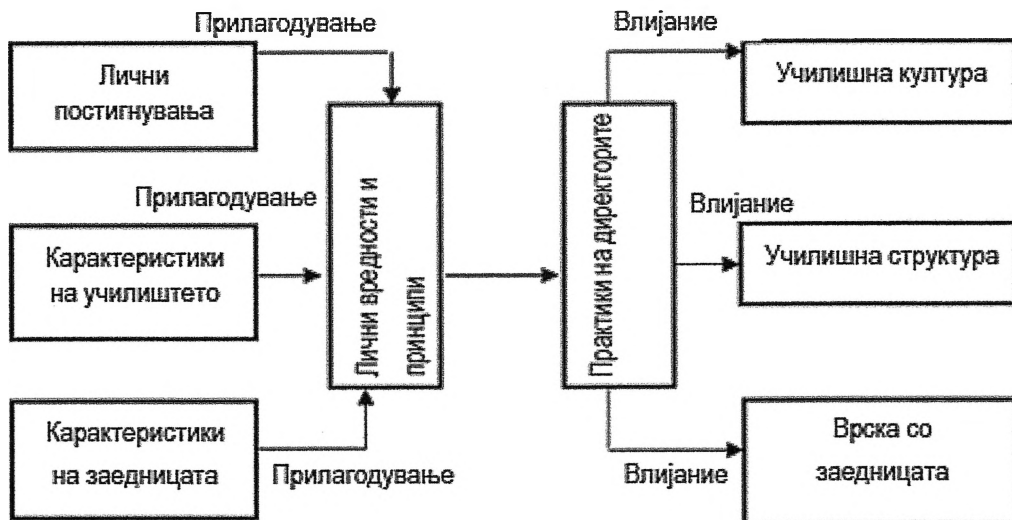 Прилагодување
Лични
постигнувања
Прилагодување
Карактеристики
на училиштето
Карактеристики
на заедницата
Прилагодување
Лични вредности и
принципи
Практики на директорите
Влијание
Училишна култура
Влијание
Училишна структура
Влијание
Врска со
заедницата